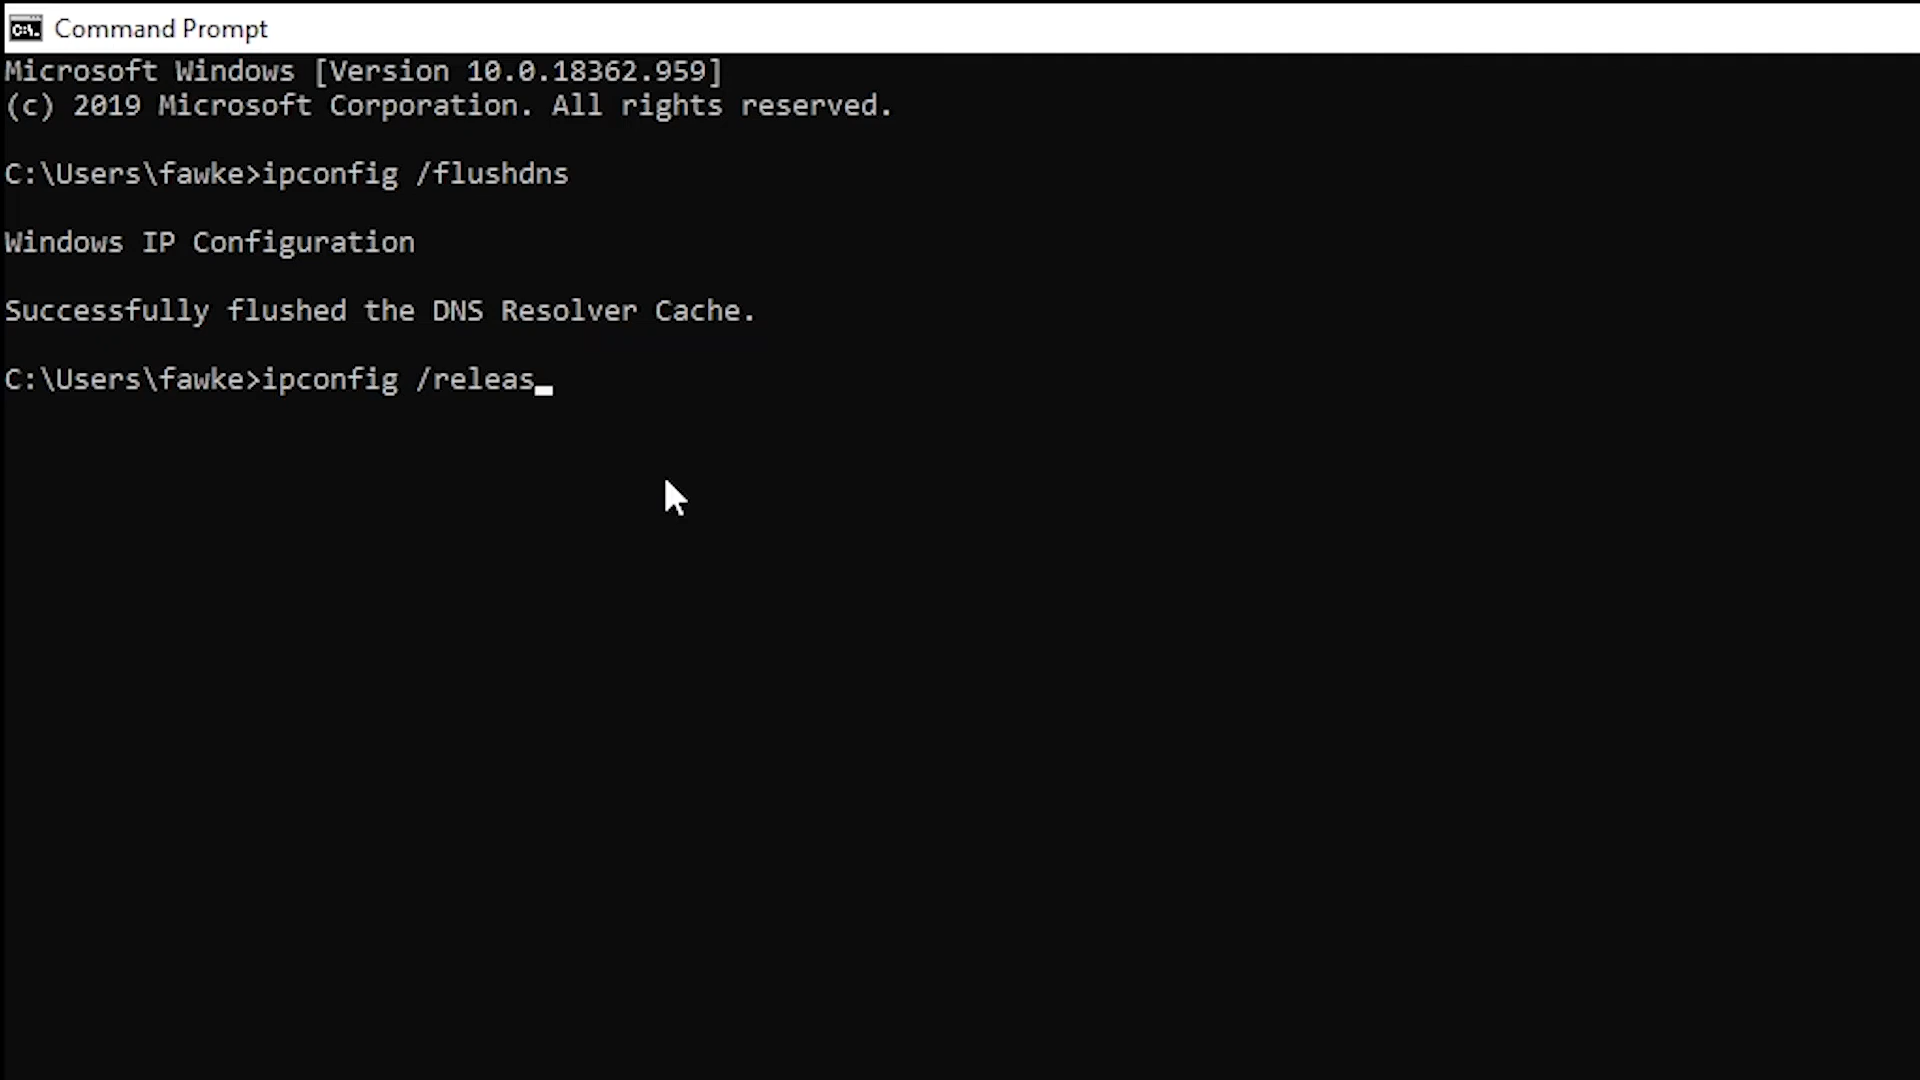 Command Prompt
Microsoft Windows [Version 10.0.18362.959]
(c) 2019 Microsoft Corporation. All rights reserved.
C:\Users\fawke>ipconfig /flushdns
Windows IP Configuration
Successfully flushed the DNS Resolver Cache.
C:\Users\fawke>ipconfig /releas